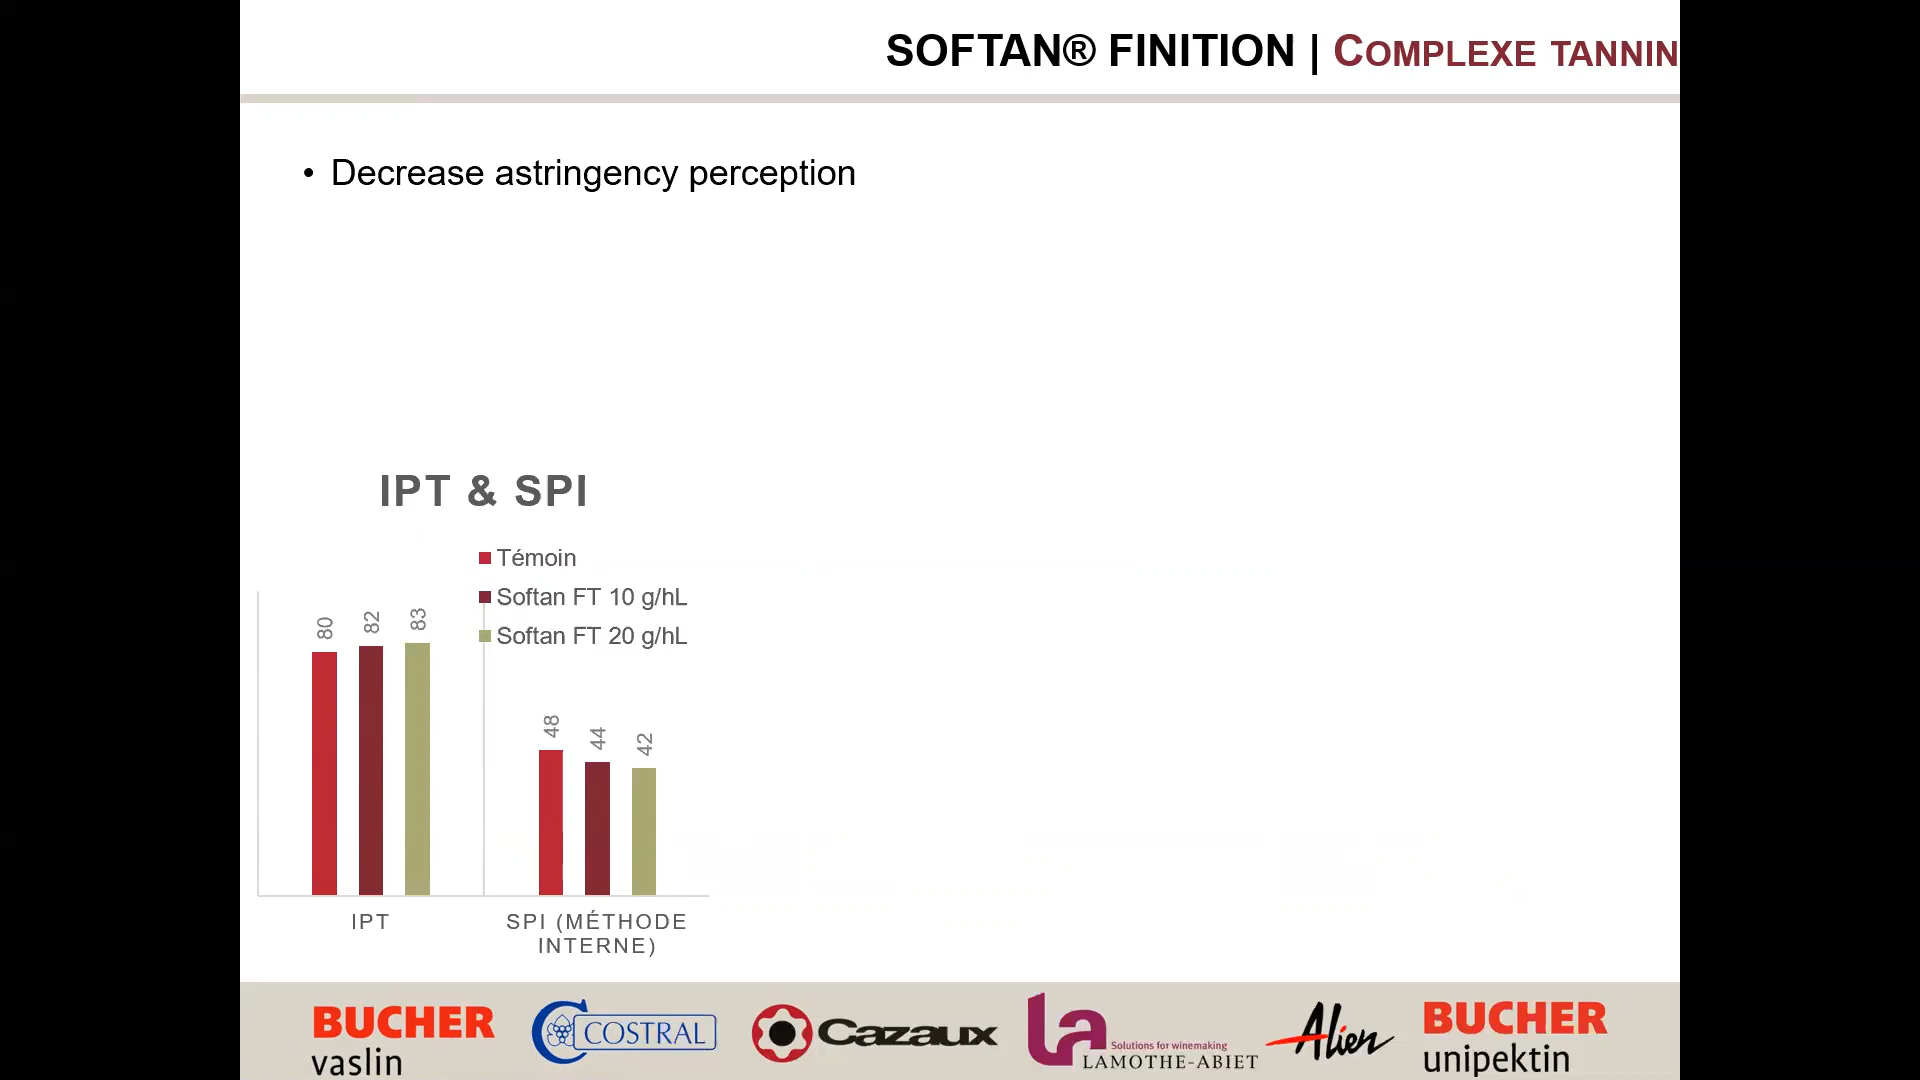 SOFTAN® FINITION | COMPLEXE TANNIN
• Decrease astringency perception
IPT & SPI
Témoin
Softan FT 10 g/hL
Softan FT 20 g/hL
80
82
83
48
44
42
IPT
SPI (MÉTHODE
INTERNE)
BUCHER
vaslin
COSTRAL
Cazaux
la
Solutions for winemaking
LAMOTHE-ABIET
Alien
BUCHER
unipektin